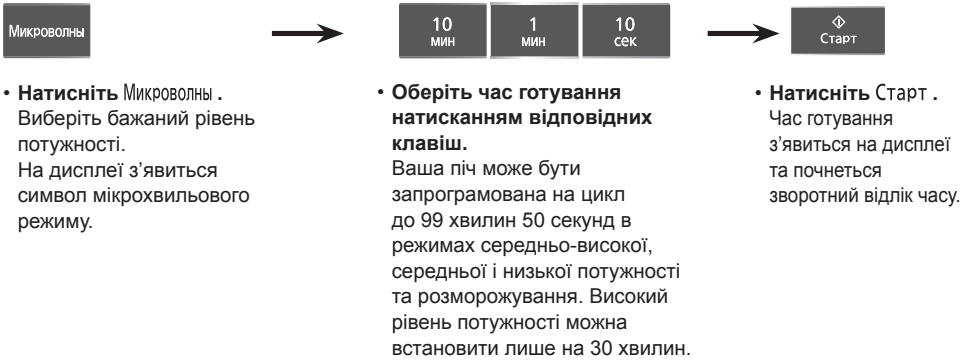 Микроволны
10 мин
1 мин
10 сек
Старт
• Натисніть Микроволны .
Виберіть бажаний рівень
потужності.
На дисплеї з’явиться
символ мікрохвильового
режиму.
• Оберіть час готування
натисканням відповідних
клавіш.
Ваша піч може бути
запрограмована на цикл
до 99 хвилин 50 секунд в
режимах середньо-високої,
середньої і низької потужності
та розморожування. Високий
рівень потужності можна
встановити лише на 30 хвилин.
• Натисніть Старт .
Час готування
з’явиться на дисплеї
та почнеться
зворотний відлік часу.